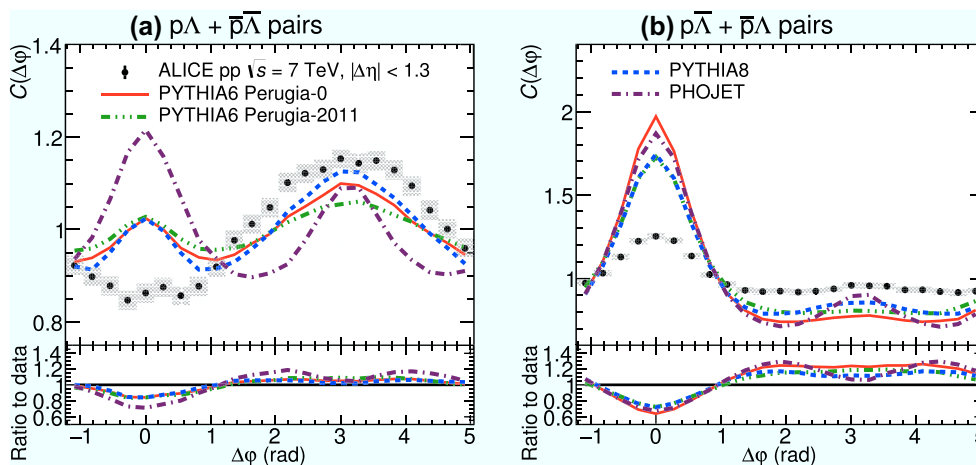 (a) pΛ + p̅Λ̅ pairs
C(Δφ)
1.4
1.2
1
0.8
ALICE pp √s = 7 TeV, |Δη| < 1.3
PYTHIA6 Perugia-0
PYTHIA6 Perugia-2011
Ratio to data
1.4
1.2
1
0.8
0.6
−1 0 1 2 3 4 5
Δφ (rad)
(b) pΛ̅ + p̅Λ pairs
C(Δφ)
2
1.5
1
PYTHIA8
PHOJET
Ratio to data
1.4
1.2
1
0.8
0.6
−1 0 1 2 3 4 5
Δφ (rad)